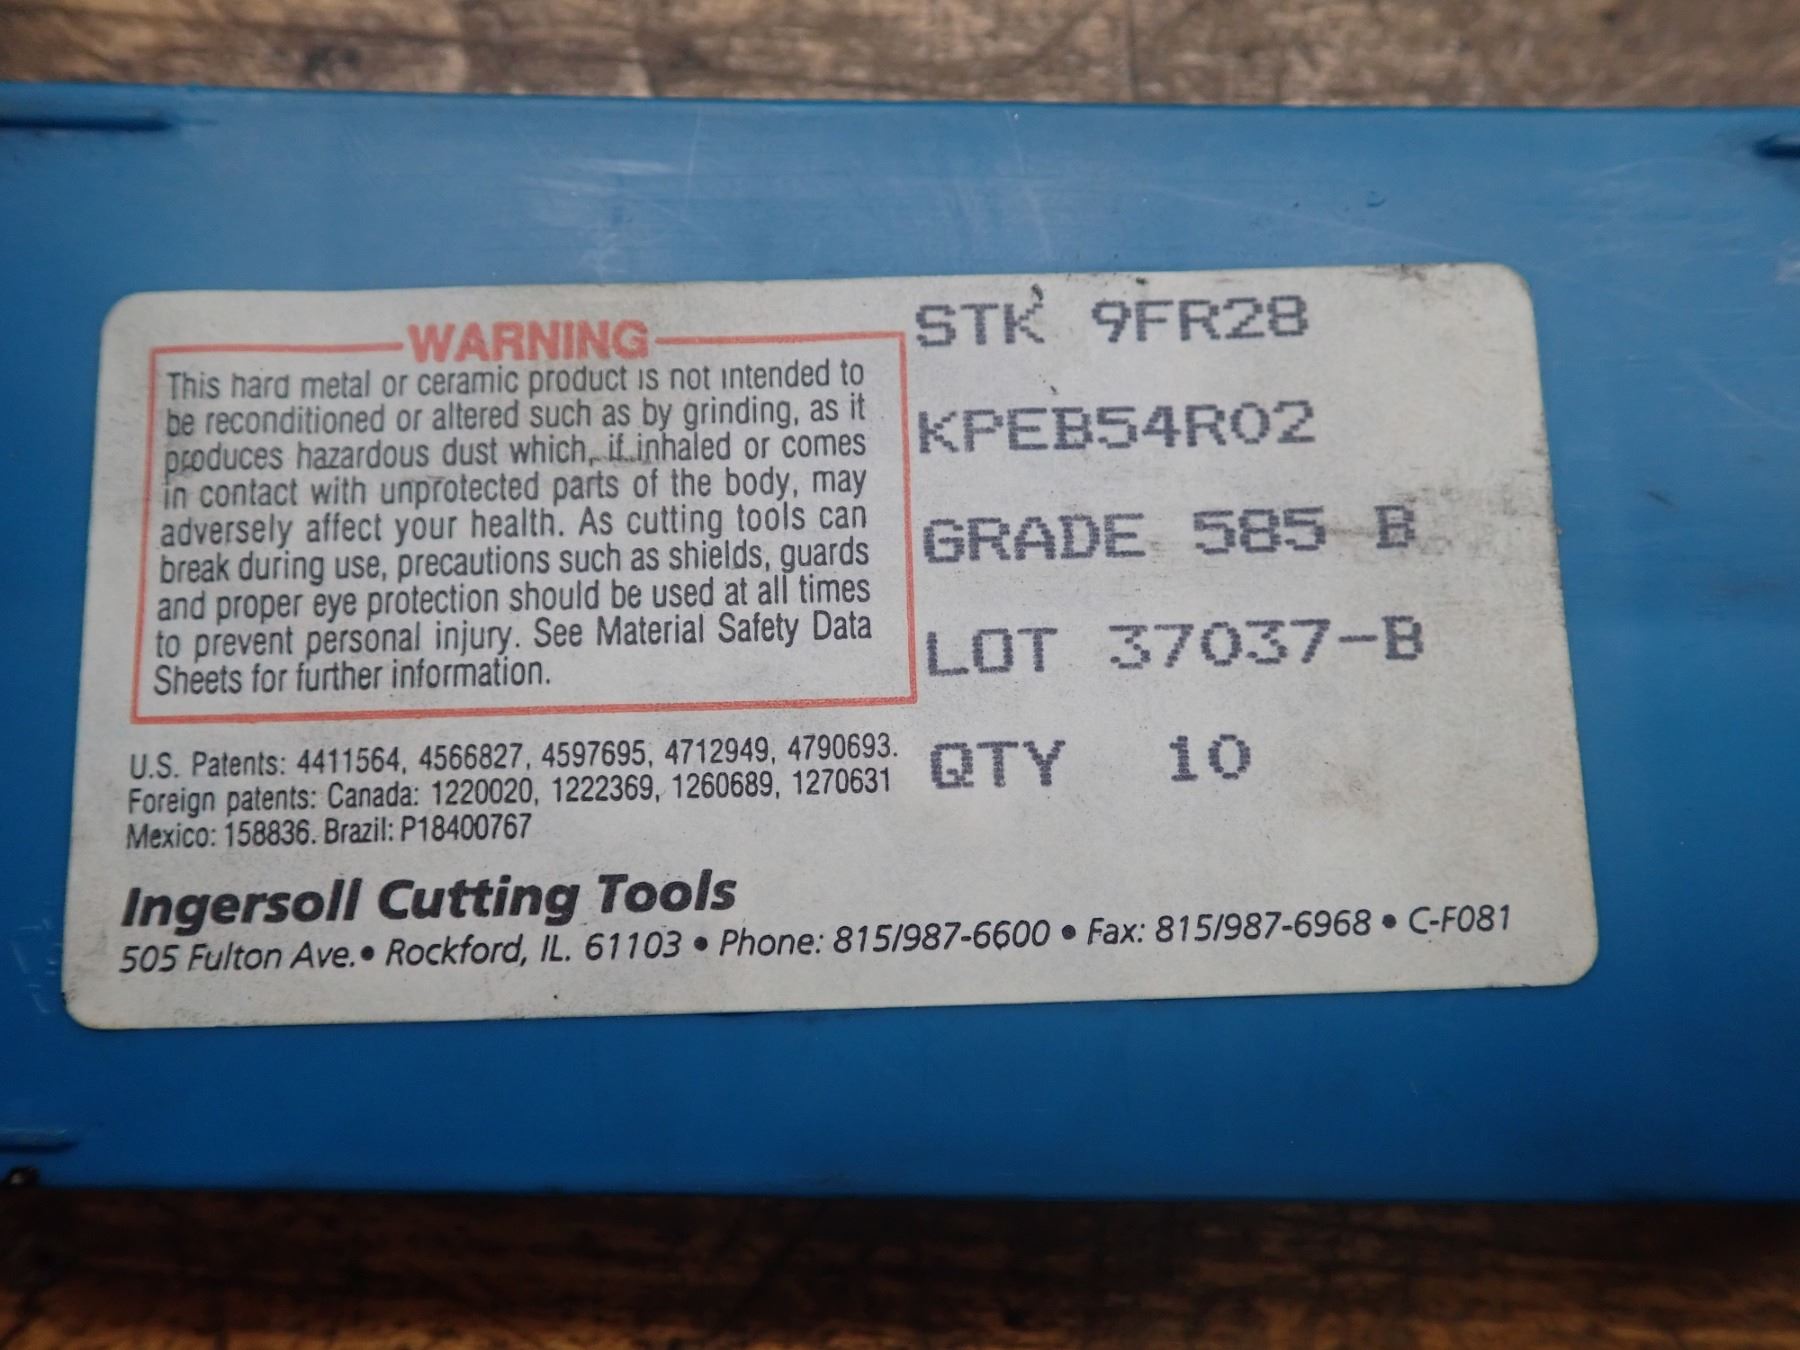 WARNING
This hard metal or ceramic product is not intended to
be reconditioned or altered such as by grinding, as it
produces hazardous dust which, if inhaled or comes
in contact with unprotected parts of the body, may
adversely affect your health. As cutting tools can
break during use, precautions such as shields, guards
and proper eye protection should be used at all times
to prevent personal injury. See Material Safety Data
Sheets for further information.
STK 9FR28
KPEB54R02
GRADE 585 B
LOT 37037-B
QTY 10
U.S. Patents: 4411564, 4566827, 4597695, 4712949, 4790693.
Foreign patents: Canada: 1220020, 1222369, 1260689, 1270631
Mexico: 158836. Brazil: P18400767
Ingersoll Cutting Tools
505 Fulton Ave.• Rockford, IL. 61103 • Phone: 815/987-6600 • Fax: 815/987-6968 • C-F081